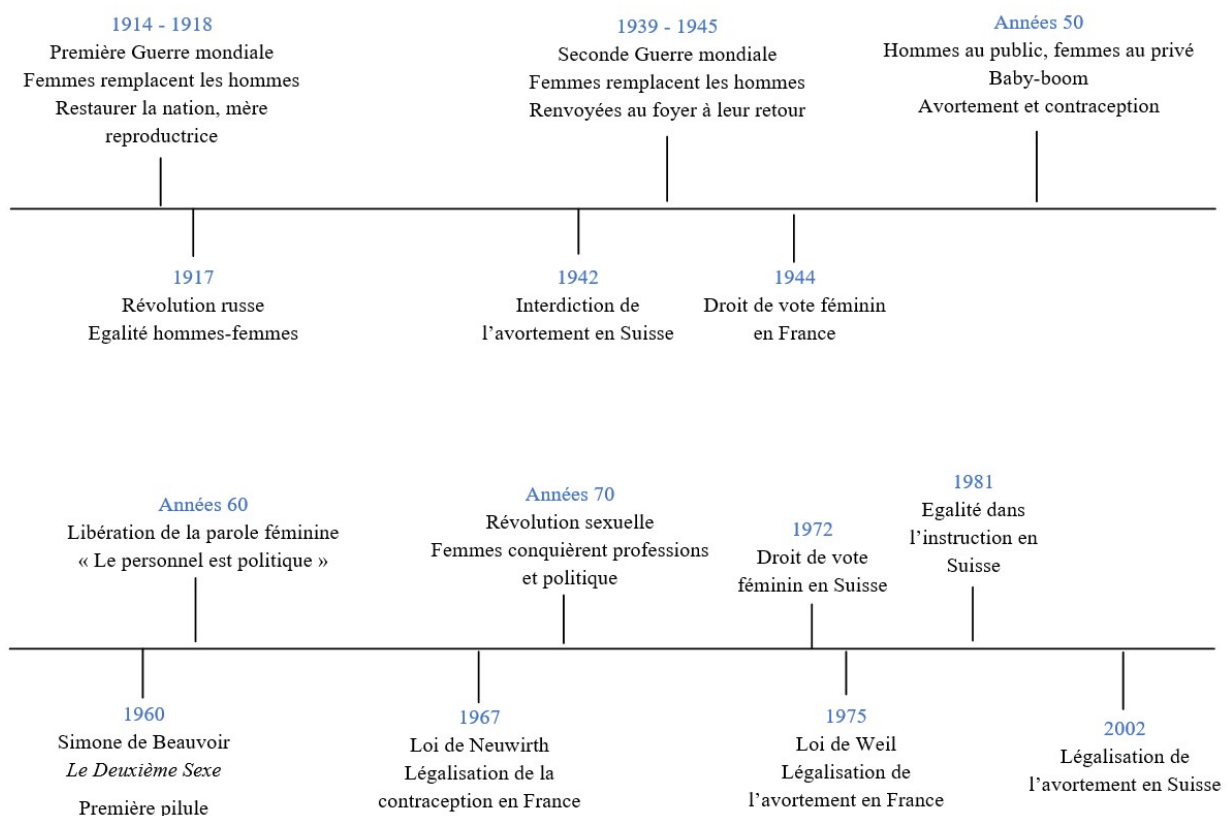 1914 - 1918
Première Guerre mondiale
Femmes remplacent les hommes
Restaurer la nation, mère
reproductrice
1939 - 1945
Seconde Guerre mondiale
Femmes remplacent les hommes
Renvoyées au foyer à leur retour
Années 50
Hommes au public, femmes au privé
Baby-boom
Avortement et contraception
1917
Révolution russe
Egalité hommes-femmes
1942
Interdiction de
l’avortement en Suisse
1944
Droit de vote féminin
en France
Années 60
Libération de la parole féminine
« Le personnel est politique »
Années 70
Révolution sexuelle
Femmes conquièrent professions
et politique
1972
Droit de vote
féminin en Suisse
1981
Egalité dans
l’instruction en
Suisse
1960
Simone de Beauvoir
Le Deuxième Sexe
Première pilule
1967
Loi de Neuwirth
Légalisation de la
contraception en France
1975
Loi de Weil
Légalisation de
l’avortement en France
2002
Légalisation de
l’avortement en Suisse